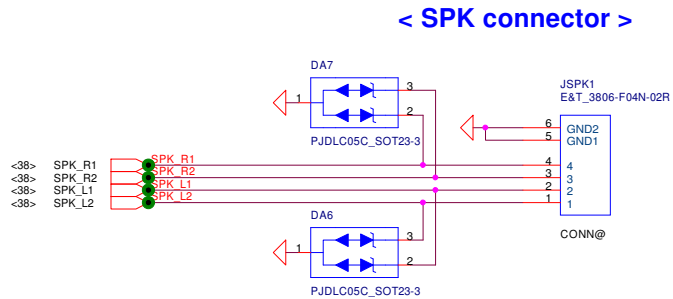 < SPK connector >
DA7
1
3
2
PJDLC05C_SOT23-3
JSPK1
E&T_3806-F04N-02R
6 GND2
5 GND1
<38> SPK_R1 SPK_R1 4 4
<38> SPK_R2 SPK_R2 3 3
<38> SPK_L1 SPK_L1 2 2
<38> SPK_L2 SPK_L2 1 1
CONN@
DA6
1
3
2
PJDLC05C_SOT23-3